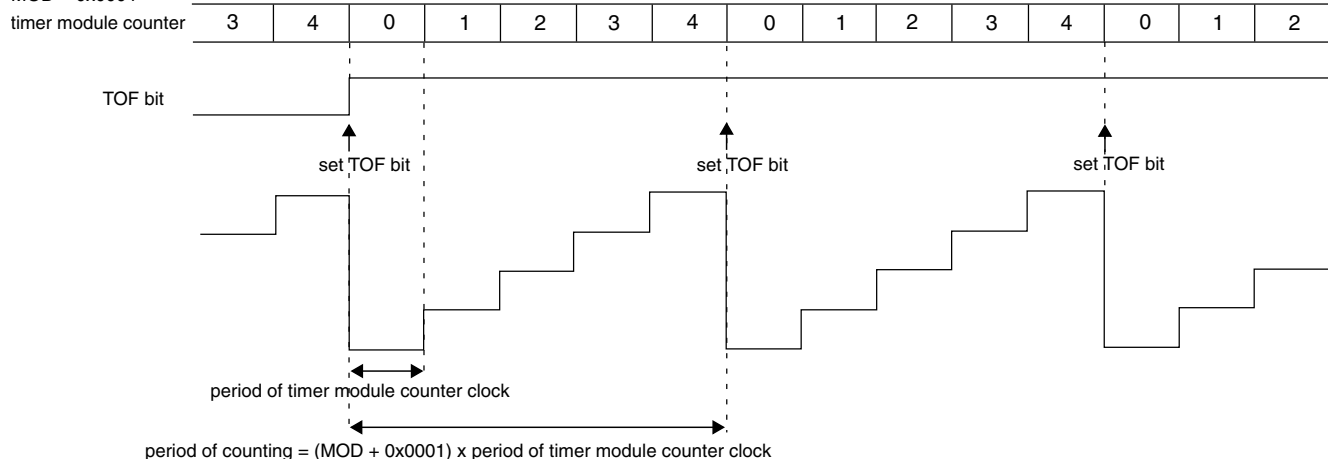 timer module counter 3 4 0 1 2 3 4 0 1 2 3 4 0 1 2
TOF bit
set TOF bit set TOF bit set TOF bit
period of timer module counter clock
period of counting = (MOD + 0x0001) x period of timer module counter clock